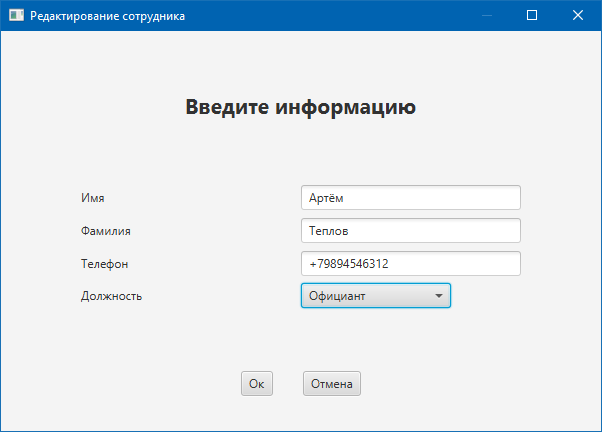 Редактирование сотрудника
Введите информацию
Имя Артём
Фамилия Теплов
Телефон +79894546312
Должность Официант
Ок Отмена